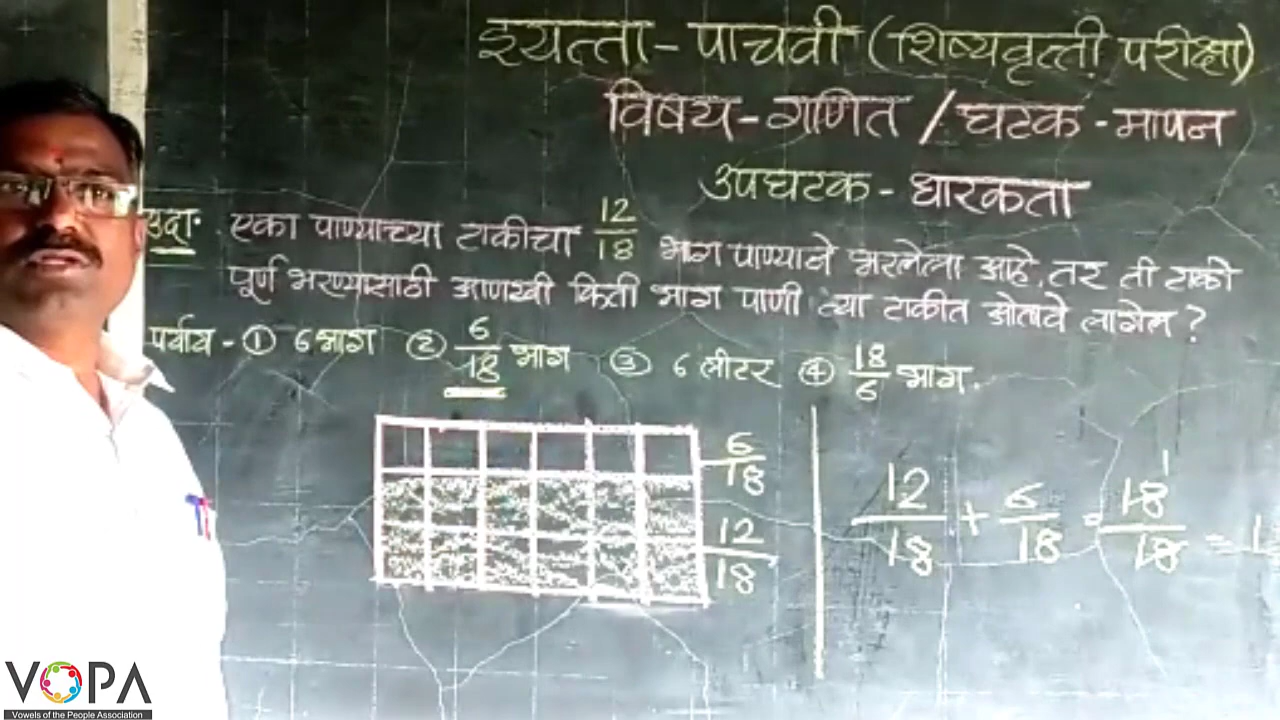 इयत्ता - पाचवी (शिष्यवृत्ती परीक्षा)
विषय - गणित / घटक - मापन
उपघटक - धारकता
उदा. एका पाण्याच्या टाकीचा 12/18 भाग पाण्याने भरलेला आहे. तर ती टाकी
पूर्ण भरण्यासाठी आणखी किती भाग पाणी त्या टाकीत ओतावे लागेल ?
पर्याय - ① 6 भाग ② 6/18 भाग ③ 6 लीटर ④ 18/6 भाग.
6/18
12/18
12/18 + 6/18 = 18/18 = 1
1
VOPA
Vowels of the People Association